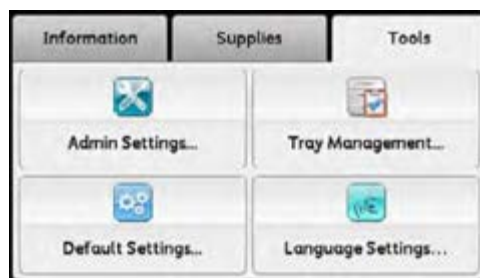 Information Supplies Tools
Admin Settings... Tray Management...
Default Settings... Language Settings...